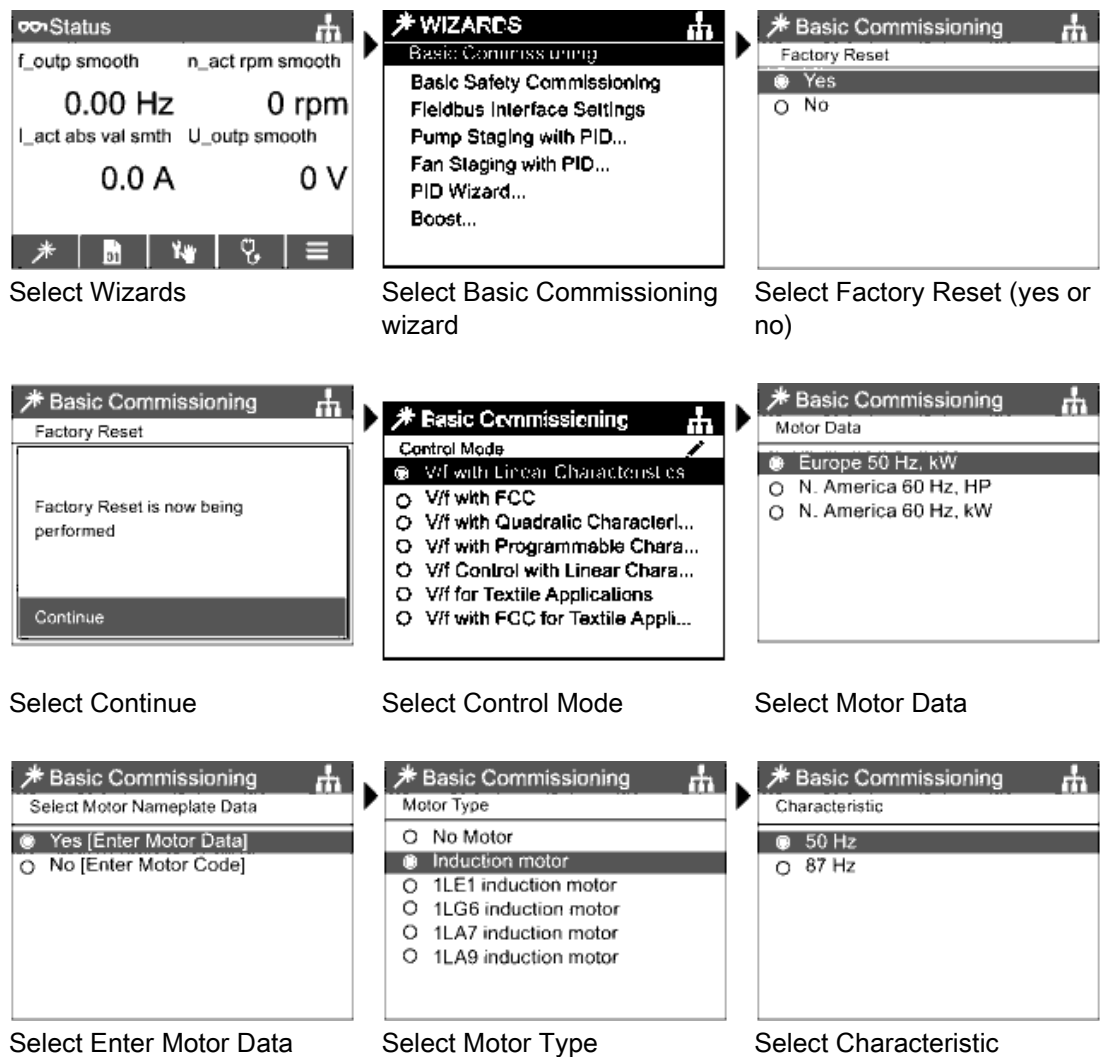 Status
f_outp smooth n_act rpm smooth
0.00 Hz 0 rpm
I_act abs val smth U_outp smooth
0.0 A 0 V
01
Select Wizards
WIZARDS
Basic Commissioning
Basic Safety Commissioning
Fieldbus Interface Settings
Pump Staging with PID...
Fan Staging with PID...
PID Wizard...
Boost...
Select Basic Commissioning
wizard
Basic Commissioning
Factory Reset
Yes
No
Select Factory Reset (yes or
no)
Basic Commissioning
Factory Reset
Factory Reset is now being
performed
Continue
Select Continue
Basic Commissioning
Control Mode
V/f with Linear Characteristics
V/f with FCC
V/f with Quadratic Characteri...
V/f with Programmable Chara...
V/f Control with Linear Chara...
V/f for Textile Applications
V/f with FCC for Textile Appli...
Select Control Mode
Basic Commissioning
Motor Data
Europe 50 Hz, kW
N. America 60 Hz, HP
N. America 60 Hz, kW
Select Motor Data
Basic Commissioning
Select Motor Nameplate Data
Yes [Enter Motor Data]
No [Enter Motor Code]
Select Enter Motor Data
Basic Commissioning
Motor Type
No Motor
Induction motor
1LE1 induction motor
1LG6 induction motor
1LA7 induction motor
1LA9 induction motor
Select Motor Type
Basic Commissioning
Characteristic
50 Hz
87 Hz
Select Characteristic